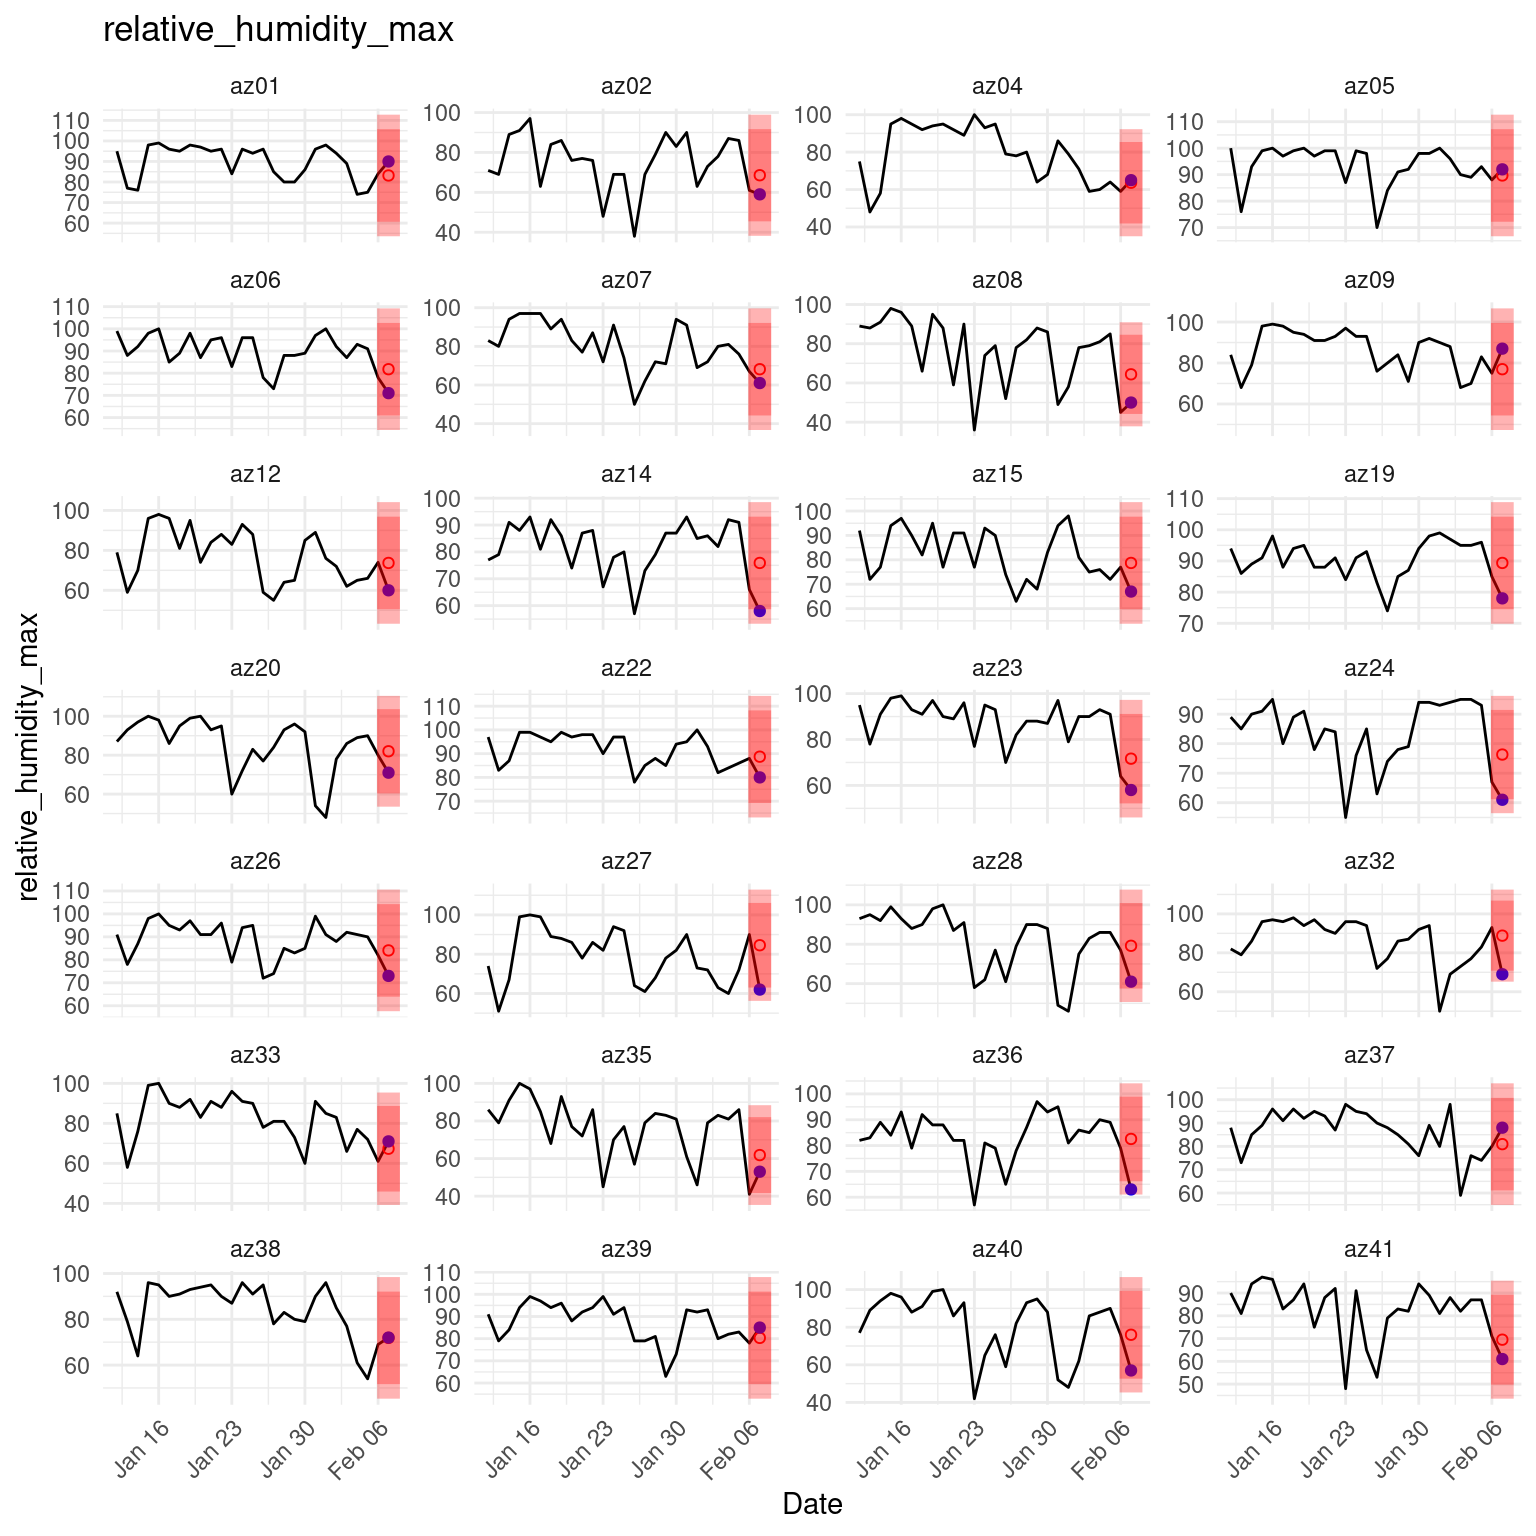 relative_humidity_max
az01 az02 az04 az05
110 100 90 80 70 60
100 80 60 40
100 80 60 40
110 100 90 80 70
az06 az07 az08 az09
110 100 90 80 70 60
100 80 60 40
100 80 60 40
100 80 60
az12 az14 az15 az19
100 80 60
100 90 80 70 60
100 90 80 70 60
110 100 90 80 70
az20 az22 az23 az24
100 80 60
110 100 90 80 70
100 80 60
90 80 70 60
az26 az27 az28 az32
110 100 90 80 70 60
100 80 60
100 80 60
100 80 60
az33 az35 az36 az37
100 80 60 40
100 80 60 40
100 90 80 70 60
100 90 80 70 60
az38 az39 az40 az41
100 80 60
110 100 90 80 70 60
100 80 60 40
90 80 70 60 50
relative_humidity_max
Jan 16 Jan 23 Jan 30 Feb 06 Jan 16 Jan 23 Jan 30 Feb 06 Jan 16 Jan 23 Jan 30 Feb 06 Jan 16 Jan 23 Jan 30 Feb 06
Date